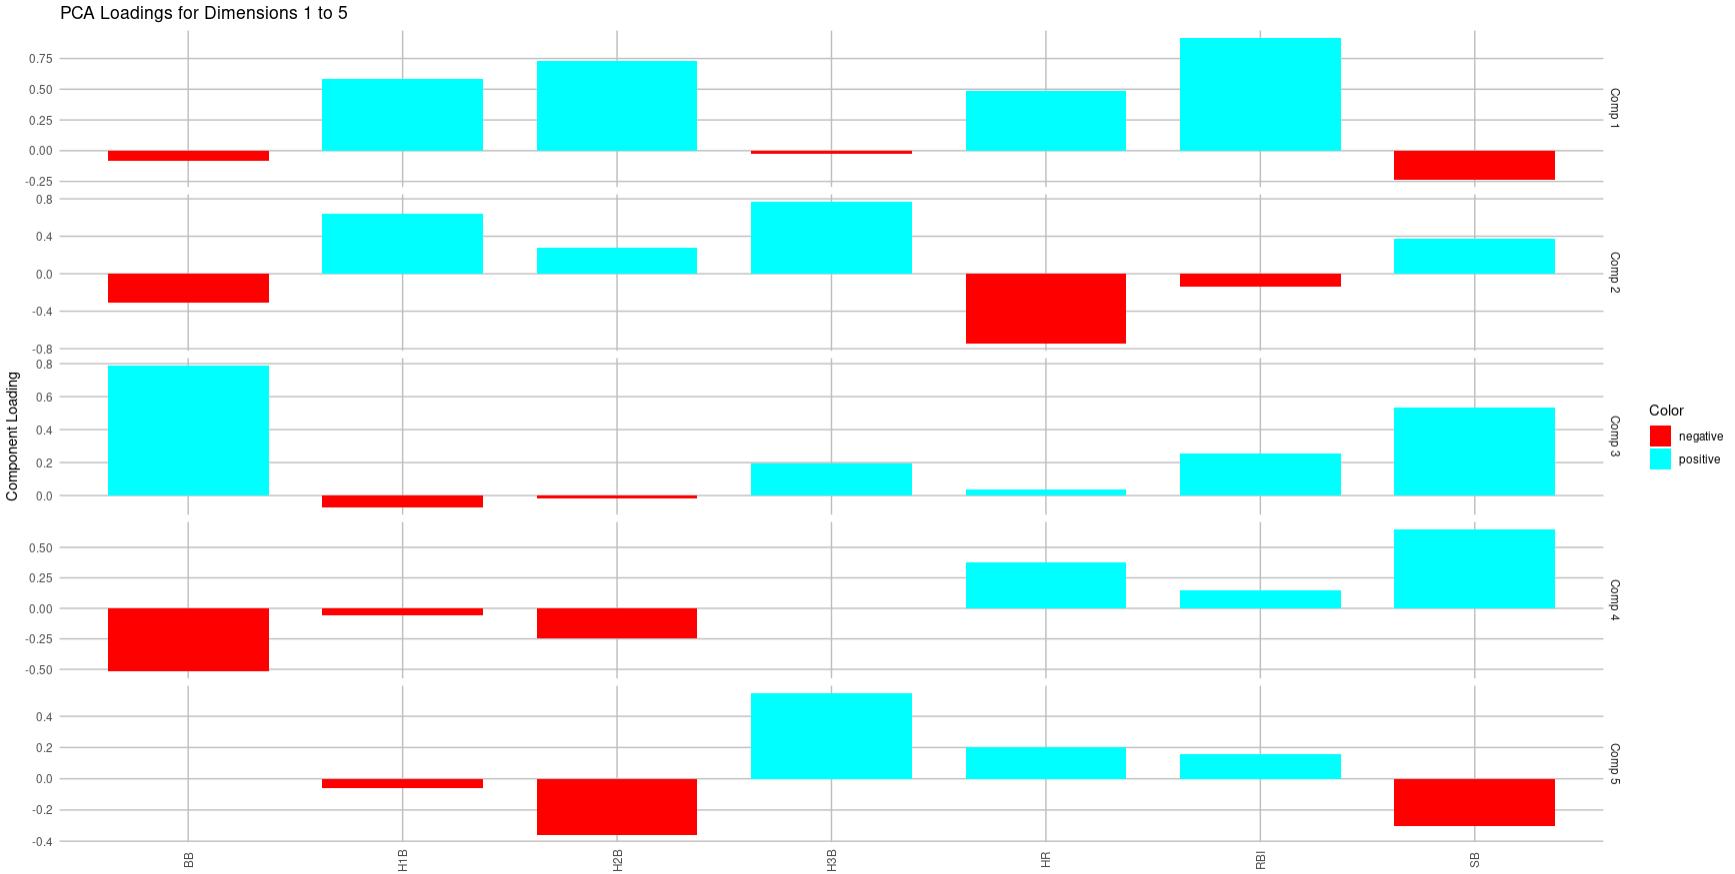 PCA Loadings for Dimensions 1 to 5
Component Loading
0.75
0.50
0.25
0.00
-0.25
Comp 1
0.8
0.4
0.0
-0.4
-0.8
Comp 2
0.8
0.6
0.4
0.2
0.0
Comp 3
0.50
0.25
0.00
-0.25
-0.50
Comp 4
0.4
0.2
0.0
-0.2
-0.4
Comp 5
BB
H1B
H2B
H3B
HR
RBI
SB
Color
negative
positive